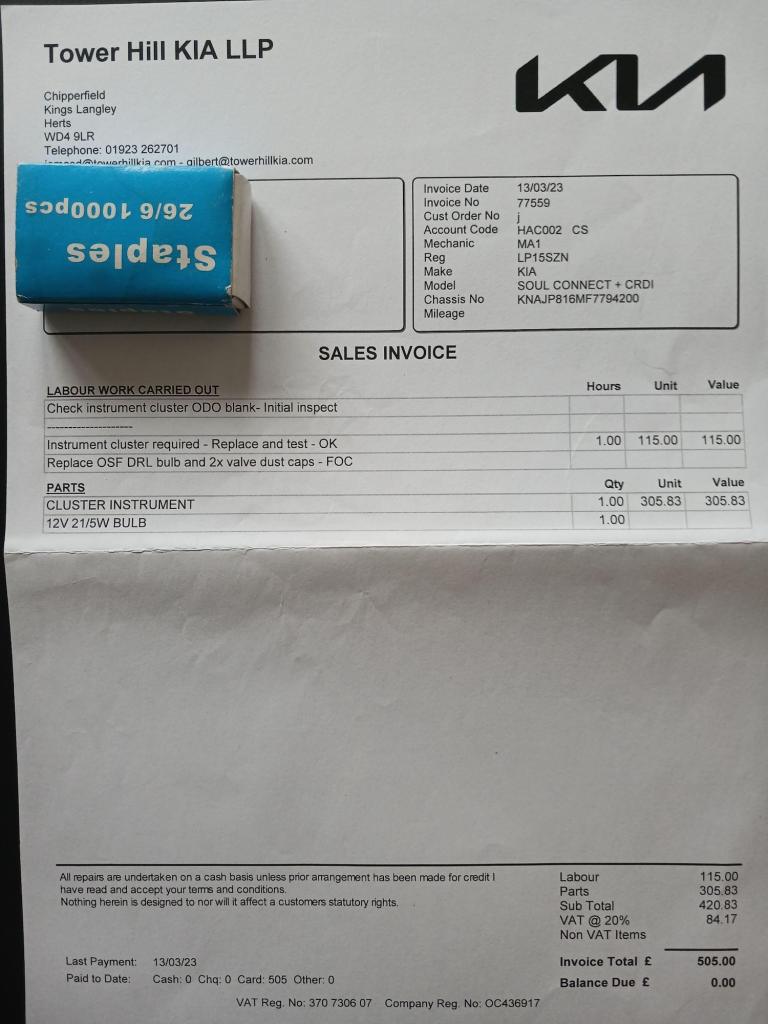 Tower Hill KIA LLP
KIA
Chipperfield
Kings Langley
Herts
WD4 9LR
Telephone: 01923 262701
@towerhillkia.com - gilbert@towerhillkia.com
26/6 1000pcs
Staples
Staples
Invoice Date 13/03/23
Invoice No 77559
Cust Order No j
Account Code HAC002 CS
Mechanic MA1
Reg LP15SZN
Make KIA
Model SOUL CONNECT + CRDI
Chassis No KNAJP816MF7794200
Mileage
SALES INVOICE
LABOUR WORK CARRIED OUT Hours Unit Value
Check instrument cluster ODO blank- Initial inspect
--------------------
Instrument cluster required - Replace and test - OK 1.00 115.00 115.00
Replace OSF DRL bulb and 2x valve dust caps - FOC
PARTS Qty Unit Value
CLUSTER INSTRUMENT 1.00 305.83 305.83
12V 21/5W BULB 1.00
All repairs are undertaken on a cash basis unless prior arrangement has been made for credit I
have read and accept your terms and conditions.
Nothing herein is designed to nor will it affect a customers statutory rights.
Labour 115.00
Parts 305.83
Sub Total 420.83
VAT @ 20% 84.17
Non VAT Items
Last Payment: 13/03/23
Invoice Total £ 505.00
Paid to Date: Cash: 0 Chq: 0 Card: 505 Other: 0
Balance Due £ 0.00
VAT Reg. No: 370 7306 07 Company Reg. No: OC436917